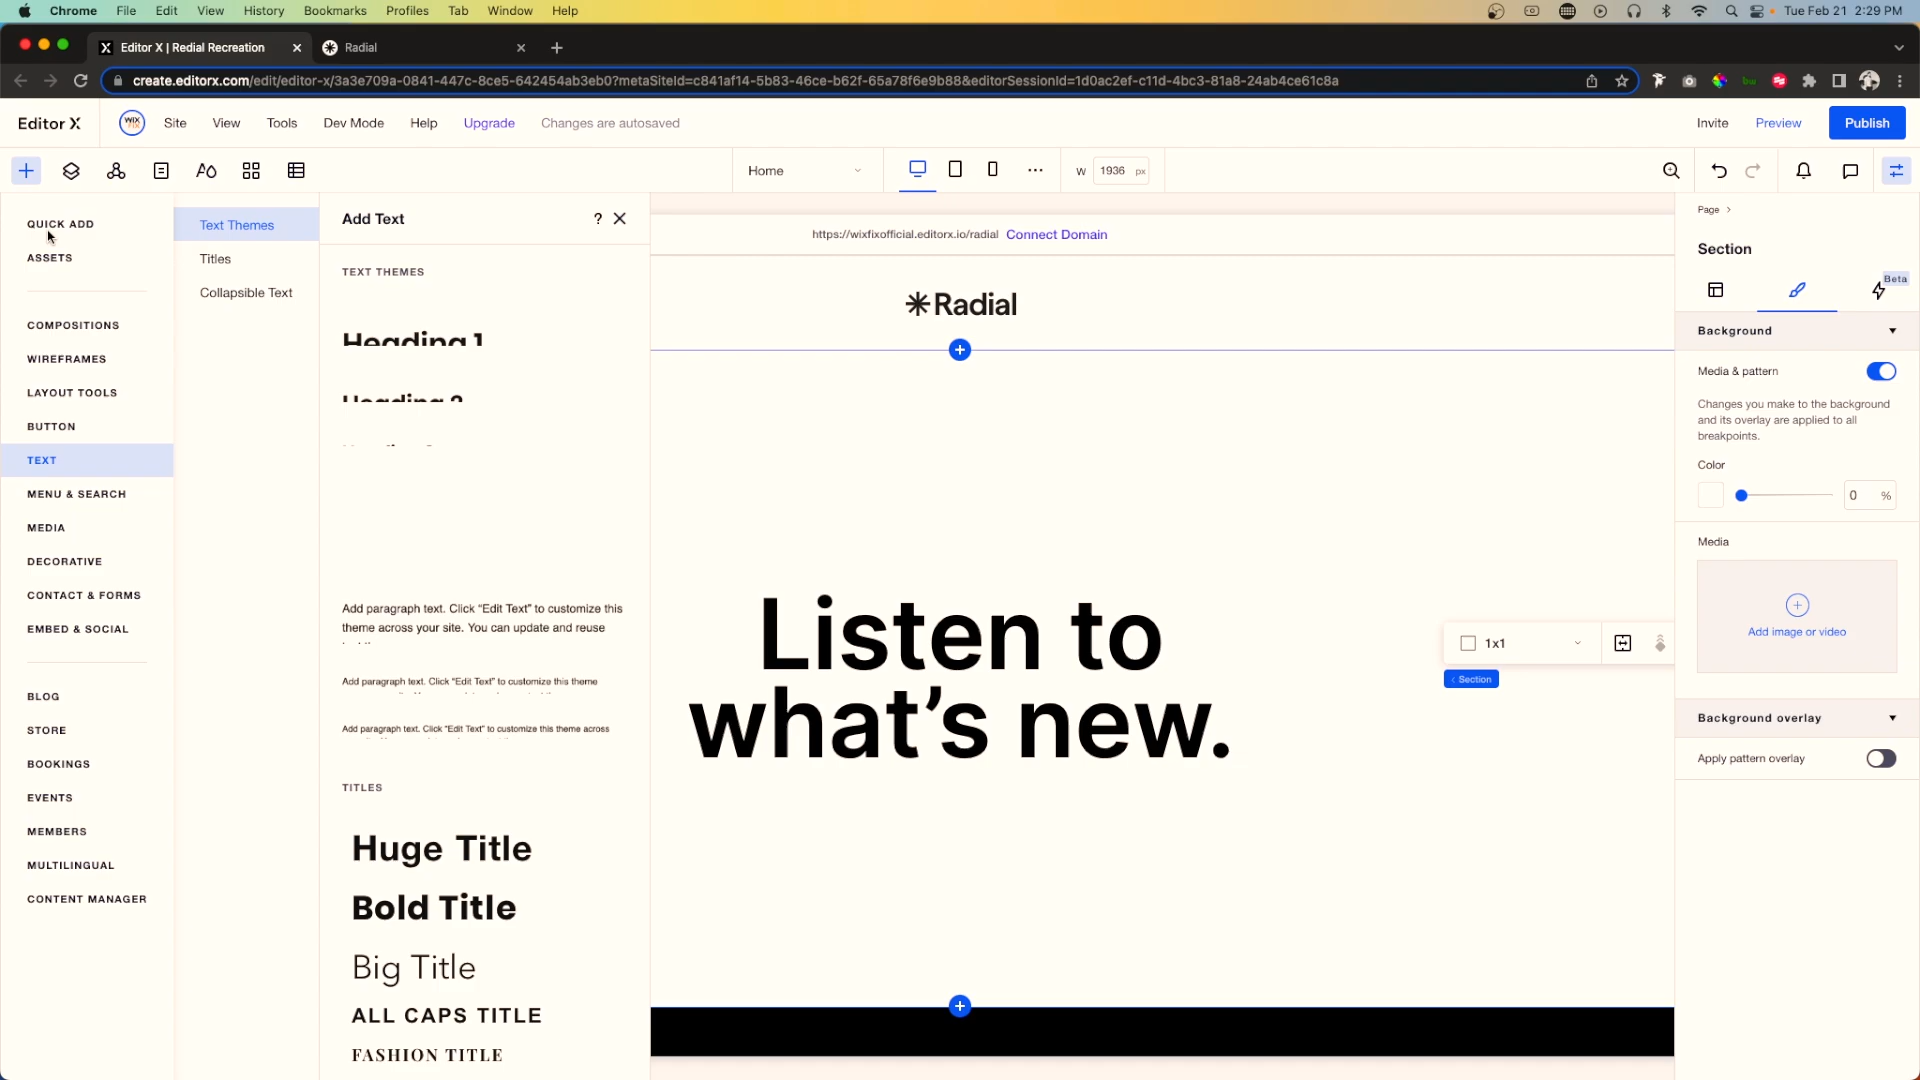 Chrome File Edit View History Bookmarks Profiles Tab Window Help Tue Feb 21 2:29 PM
Editor X | Redial Recreation Radial
create.editorx.com/edit/editor-x/3a3e709a-0841-447c-8ce5-642454ab3eb0?metaSiteId=c841af14-5b83-46ce-b62f-65a78f6e9b88&editorSessionId=1d0ac2ef-c11d-4bc3-81a8-24ab4ce61c8a
Editor X WIX FIX Site View Tools Dev Mode Help Upgrade Changes are autosaved Invite Preview Publish
Home W 1936 px
QUICK ADD
ASSETS
COMPOSITIONS
WIREFRAMES
LAYOUT TOOLS
BUTTON
TEXT
MENU & SEARCH
MEDIA
DECORATIVE
CONTACT & FORMS
EMBED & SOCIAL
BLOG
STORE
BOOKINGS
EVENTS
MEMBERS
MULTILINGUAL
CONTENT MANAGER
Text Themes
Titles
Collapsible Text
Add Text ?
TEXT THEMES
Heading 1
Heading 2
Add paragraph text. Click “Edit Text” to customize this
theme across your site. You can update and reuse
Add paragraph text. Click “Edit Text” to customize this theme
Add paragraph text. Click “Edit Text” to customize this theme across
TITLES
Huge Title
Bold Title
Big Title
ALL CAPS TITLE
FASHION TITLE
https://wixfixofficial.editorx.io/radial Connect Domain
Radial
Listen to
what’s new.
1x1
Section
Page
Section
Beta
Background
Media & pattern
Changes you make to the background
and its overlay are applied to all
breakpoints.
Color
0 %
Media
Add image or video
Background overlay
Apply pattern overlay